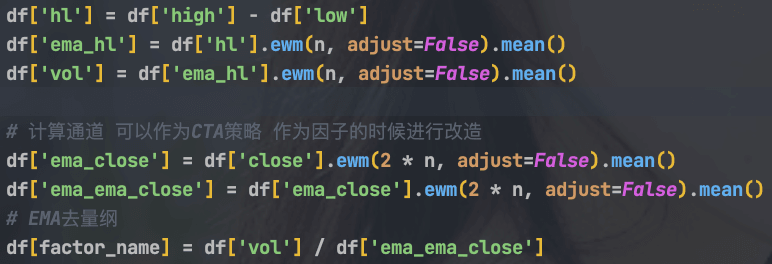 df['hl'] = df['high'] - df['low']
df['ema_hl'] = df['hl'].ewm(n, adjust=False).mean()
df['vol'] = df['ema_hl'].ewm(n, adjust=False).mean()
# 计算通道 可以作为CTA策略 作为因子的时候进行改造
df['ema_close'] = df['close'].ewm(2 * n, adjust=False).mean()
df['ema_ema_close'] = df['ema_close'].ewm(2 * n, adjust=False).mean()
# EMA去量纲
df[factor_name] = df['vol'] / df['ema_ema_close']